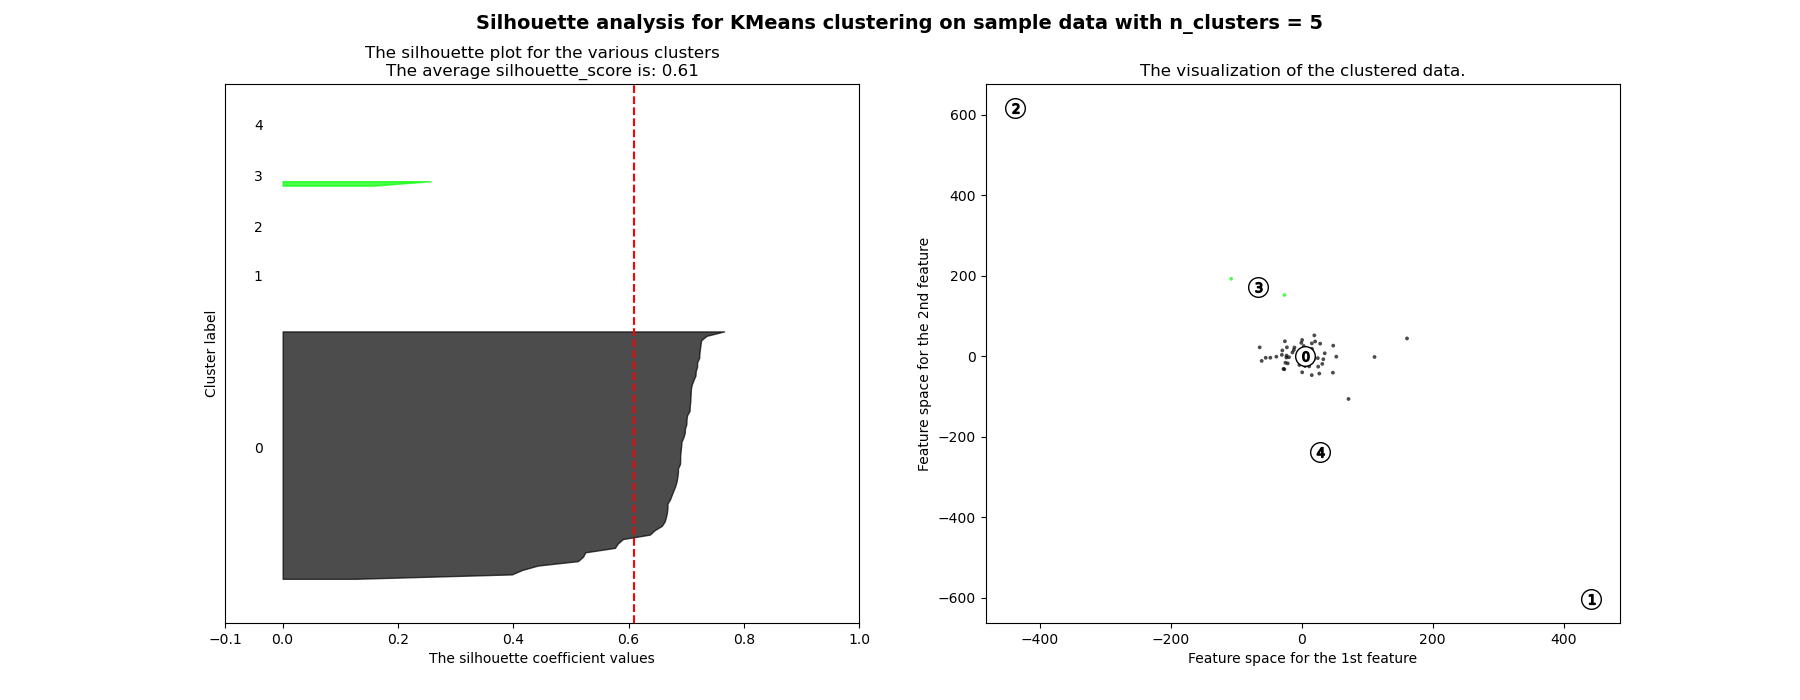 Silhouette analysis for KMeans clustering on sample data with n_clusters = 5
The silhouette plot for the various clusters
The average silhouette_score is: 0.61
Cluster label
4
3
2
1
0
−0.1 0.0 0.2 0.4 0.6 0.8 1.0
The silhouette coefficient values
The visualization of the clustered data.
Feature space for the 2nd feature
600
400
200
0
−200
−400
−600
2
3
0
4
1
−400 −200 0 200 400
Feature space for the 1st feature